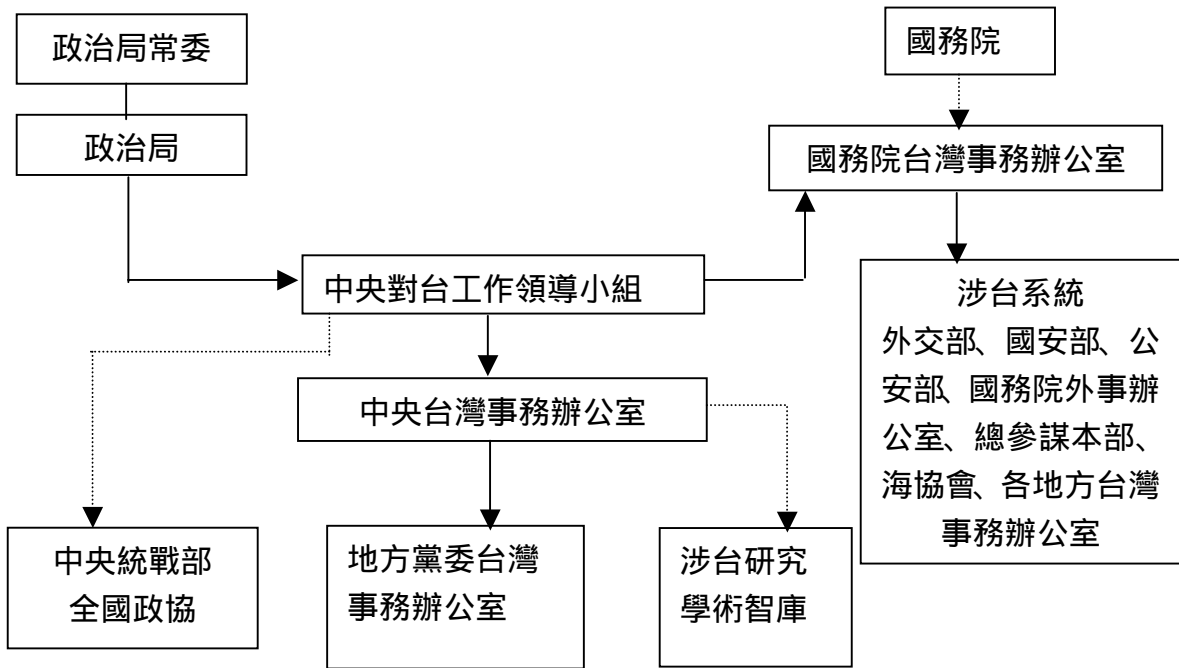 政治局常委
國務院
政治局
國務院台灣事務辦公室
中央對台工作領導小組
涉台系統
外交部、國安部、公
安部、國務院外事辦
公室、總參謀本部、
海協會、各地方台灣
事務辦公室
中央台灣事務辦公室
中央統戰部
全國政協
地方黨委台灣
事務辦公室
涉台研究
學術智庫